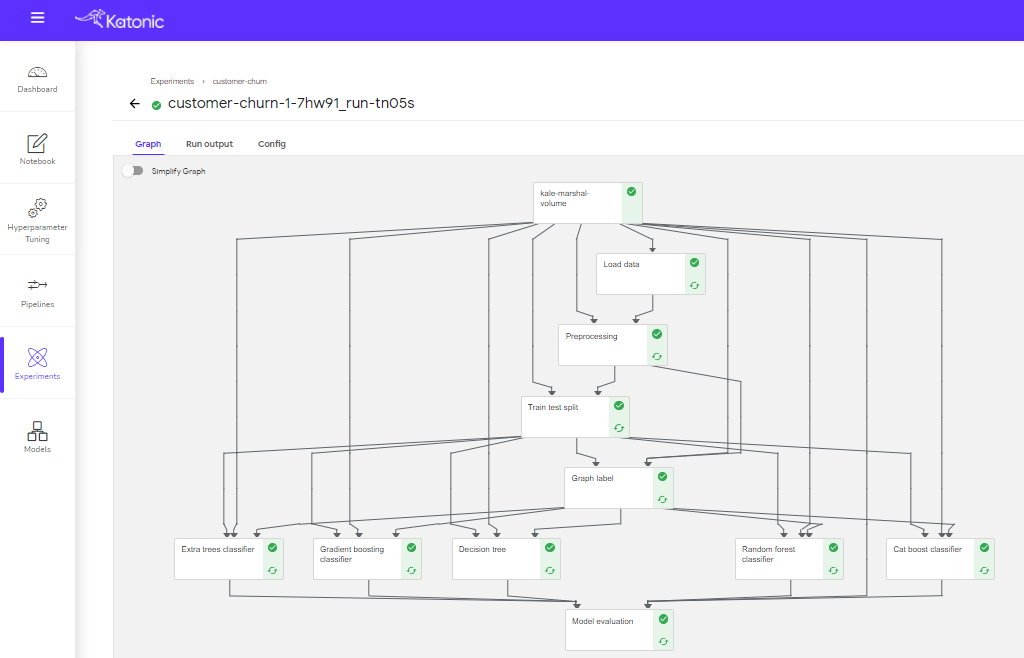 Katonic
Dashboard
Notebook
Hyperparameter
Tuning
Pipelines
Experiments
Models
Experiments > customer-churn
customer-churn-1-7hw91_run-tn05s
Graph Run output Config
Simplify Graph
kale-marshal-
volume
Load data
Preprocessing
Train test split
Graph label
Extra trees classifier
Gradient boosting
classifier
Decision tree
Random forest
classifier
Cat boost classifier
Model evaluation